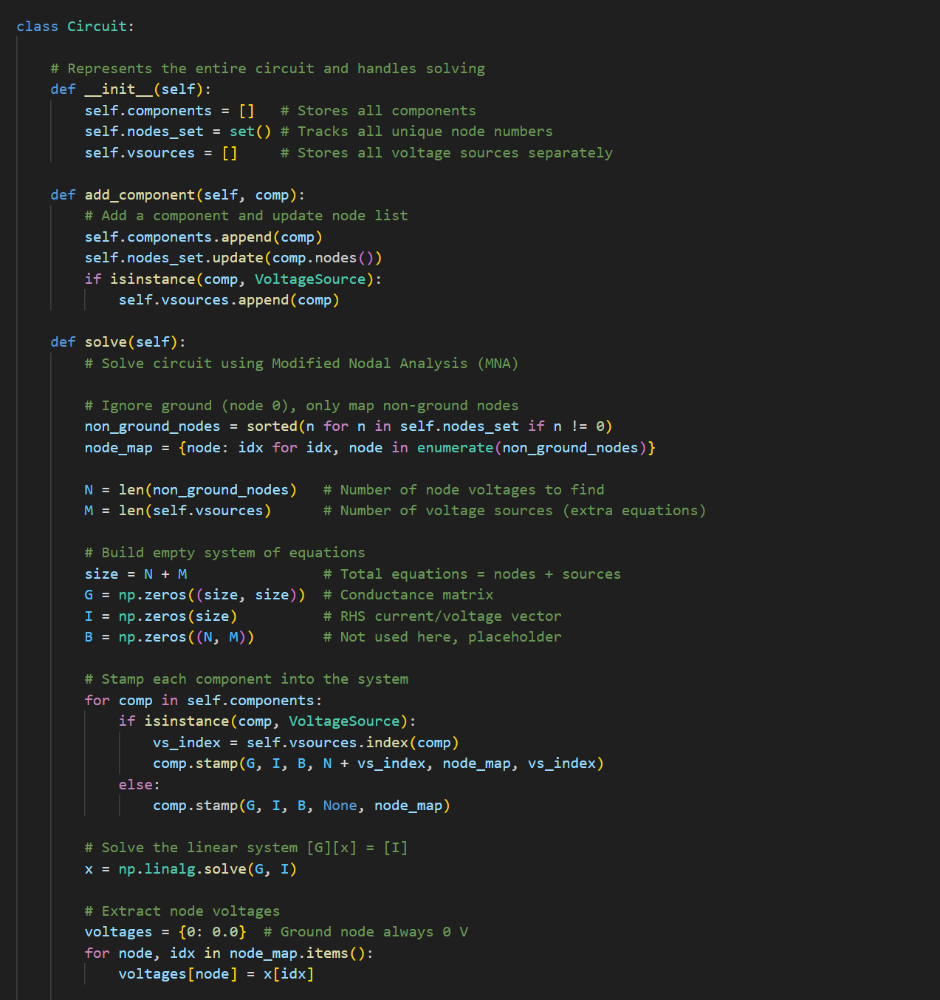 class Circuit:
# Represents the entire circuit and handles solving
def __init__(self):
self.components = []   # Stores all components
self.nodes_set = set() # Tracks all unique node numbers
self.vsources = []     # Stores all voltage sources separately
def add_component(self, comp):
# Add a component and update node list
self.components.append(comp)
self.nodes_set.update(comp.nodes())
if isinstance(comp, VoltageSource):
self.vsources.append(comp)
def solve(self):
# Solve circuit using Modified Nodal Analysis (MNA)
# Ignore ground (node 0), only map non-ground nodes
non_ground_nodes = sorted(n for n in self.nodes_set if n != 0)
node_map = {node: idx for idx, node in enumerate(non_ground_nodes)}
N = len(non_ground_nodes)   # Number of node voltages to find
M = len(self.vsources)      # Number of voltage sources (extra equations)
# Build empty system of equations
size = N + M                # Total equations = nodes + sources
G = np.zeros((size, size))  # Conductance matrix
I = np.zeros(size)          # RHS current/voltage vector
B = np.zeros((N, M))        # Not used here, placeholder
# Stamp each component into the system
for comp in self.components:
if isinstance(comp, VoltageSource):
vs_index = self.vsources.index(comp)
comp.stamp(G, I, B, N + vs_index, node_map, vs_index)
else:
comp.stamp(G, I, B, None, node_map)
# Solve the linear system [G][x] = [I]
x = np.linalg.solve(G, I)
# Extract node voltages
voltages = {0: 0.0}  # Ground node always 0 V
for node, idx in node_map.items():
voltages[node] = x[idx]